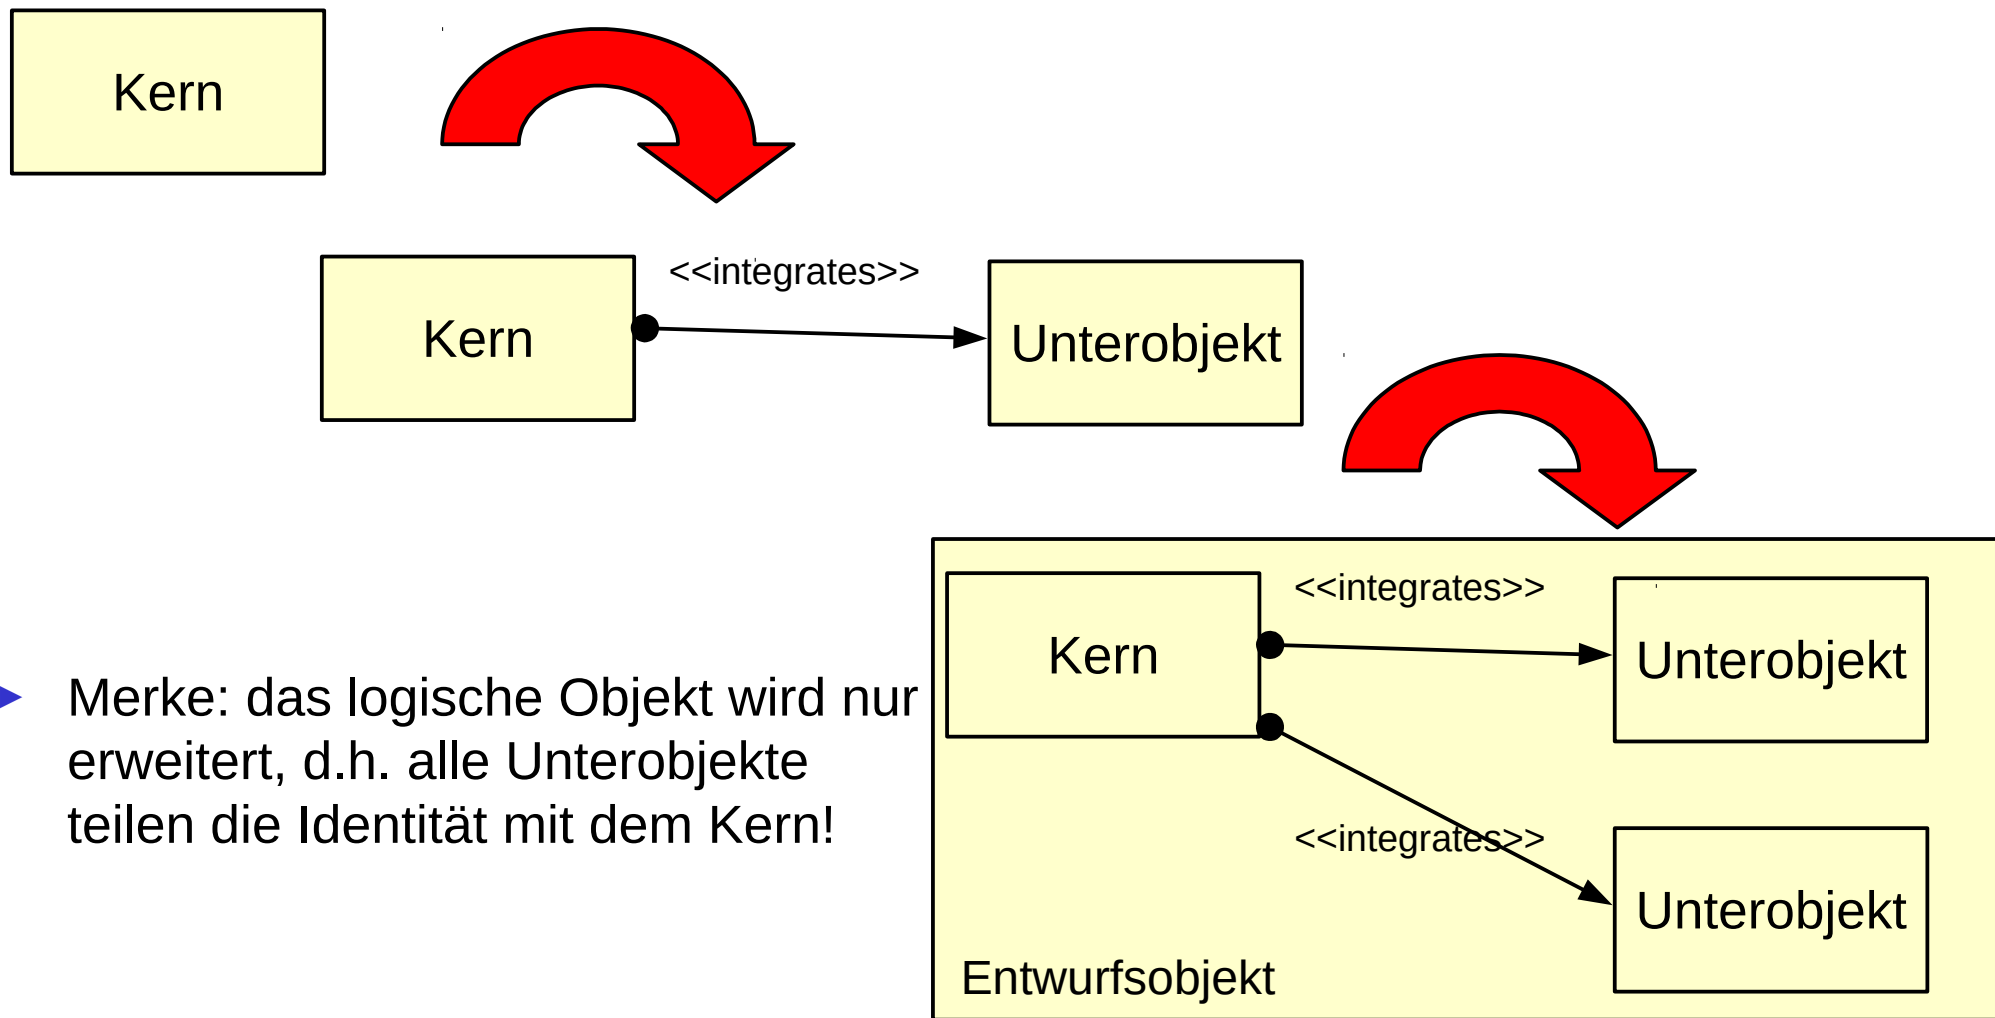 Kern
<<integrates>>
Kern
Unterobjekt
<<integrates>>
Kern
Unterobjekt
Merke: das logische Objekt wird nur
erweitert, d.h. alle Unterobjekte
teilen die Identität mit dem Kern!
<<integrates>>
Unterobjekt
Entwurfsobjekt